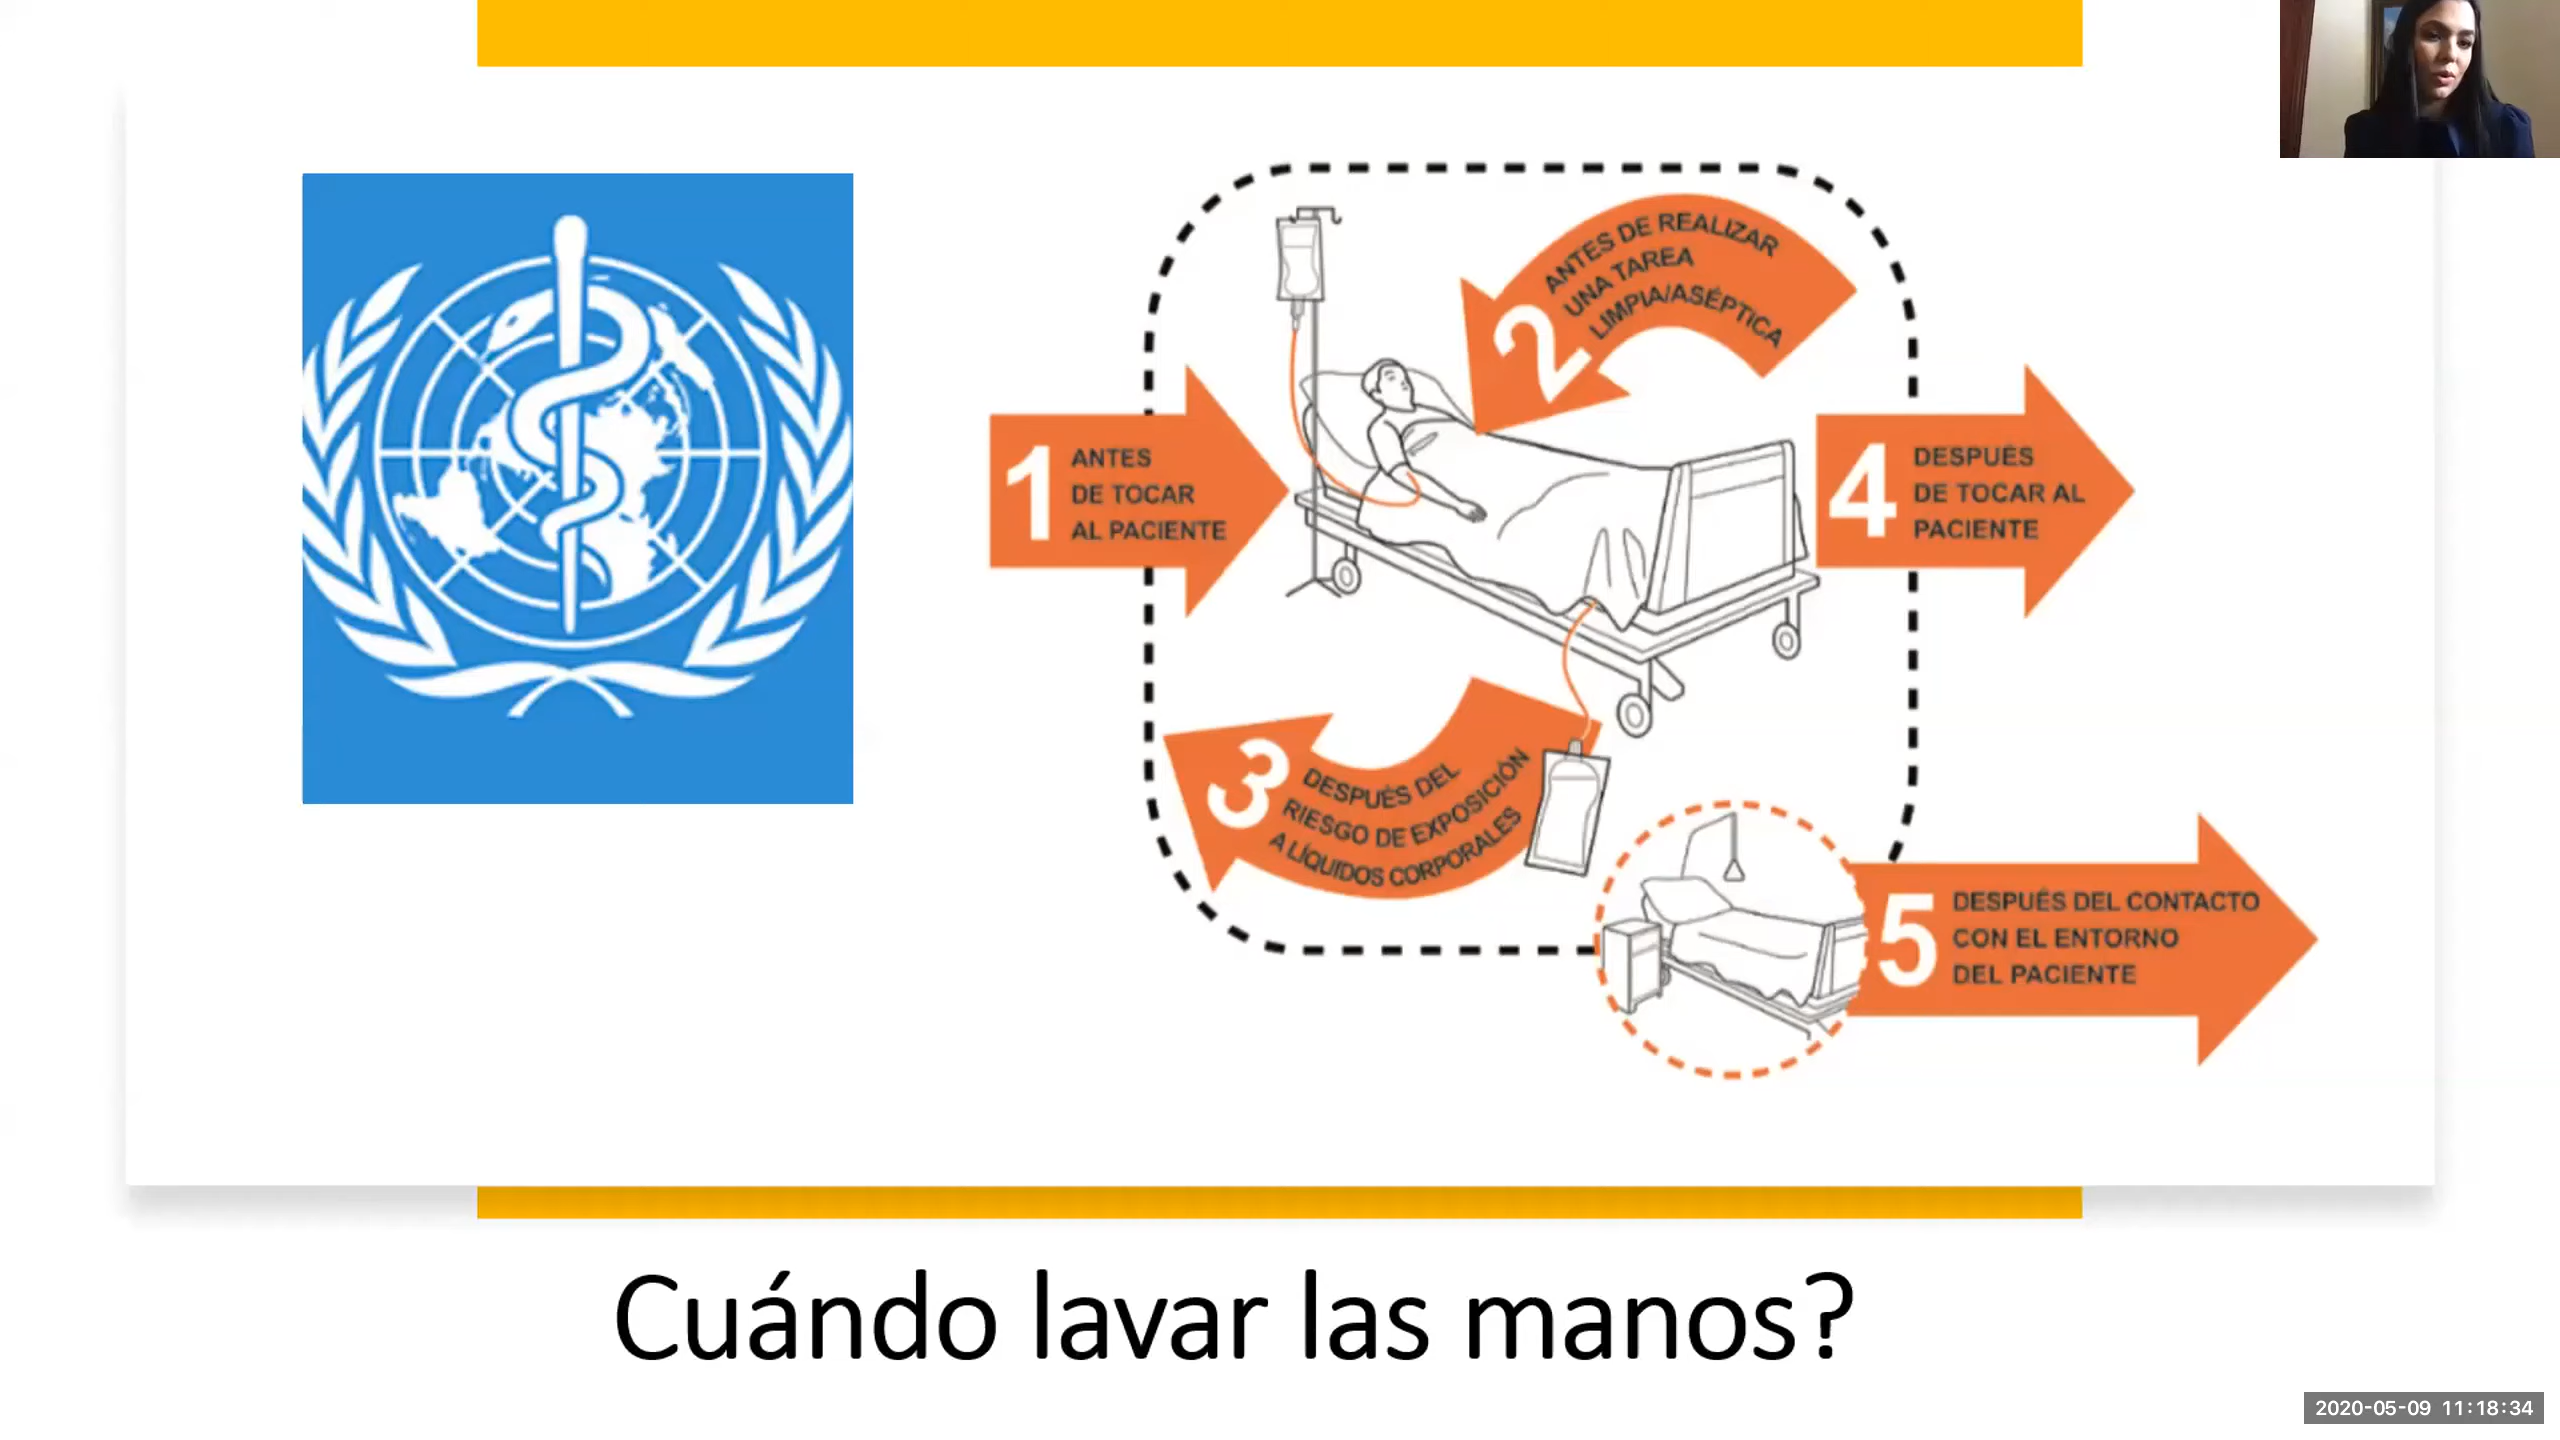 1
ANTES
DE TOCAR
AL PACIENTE
2
ANTES DE REALIZAR
UNA TAREA
LIMPIA/ASÉPTICA
3
DESPUÉS DEL
RIESGO DE EXPOSICIÓN
A LÍQUIDOS CORPORALES
4
DESPUÉS
DE TOCAR AL
PACIENTE
5
DESPUÉS DEL CONTACTO
CON EL ENTORNO
DEL PACIENTE
Cuándo lavar las manos?
2020-05-09 11:18:34